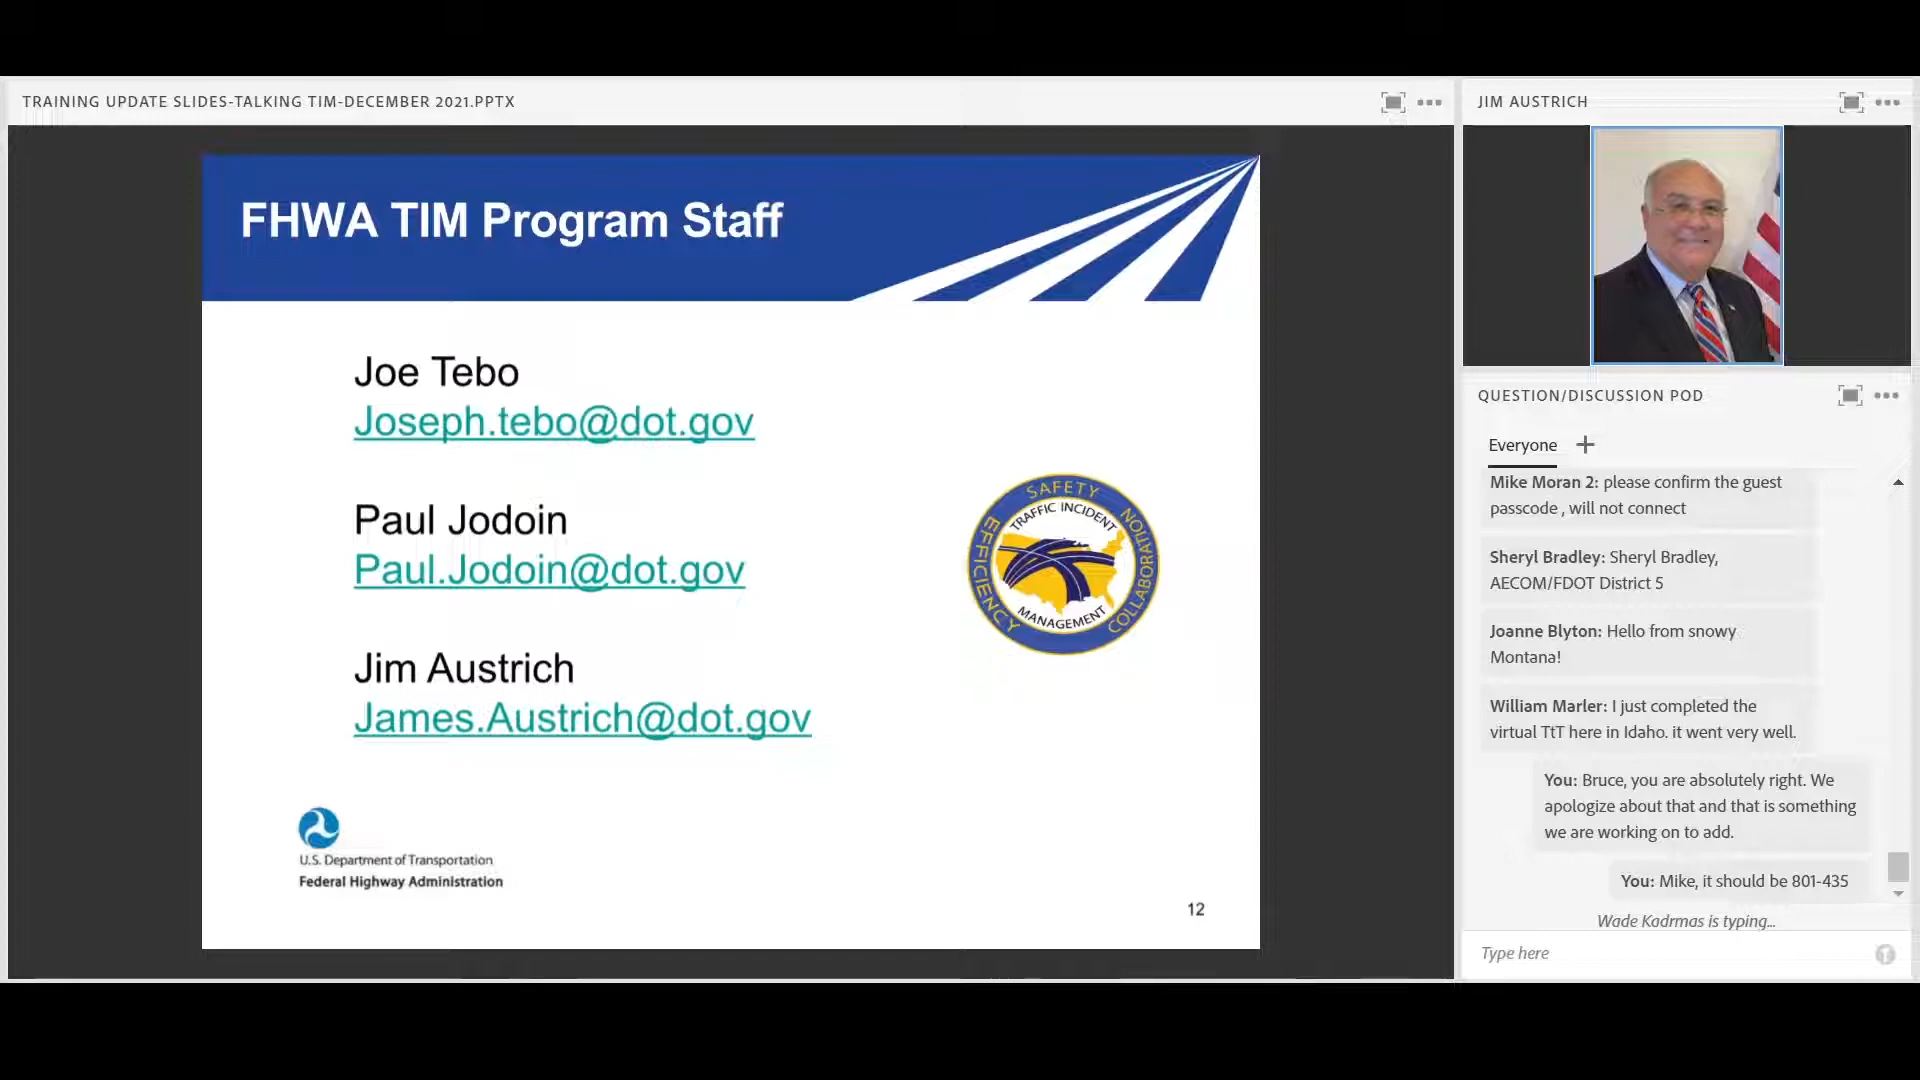 TRAINING UPDATE SLIDES-TALKING TIM-DECEMBER 2021.PPTX
FHWA TIM Program Staff
Joe Tebo
Joseph.tebo@dot.gov
Paul Jodoin
Paul.Jodoin@dot.gov
Jim Austrich
James.Austrich@dot.gov
SAFETY
EFFICIENCY
COLLABORATION
TRAFFIC INCIDENT
MANAGEMENT
U.S. Department of Transportation
Federal Highway Administration
12
JIM AUSTRICH
QUESTION/DISCUSSION POD
Everyone +
Mike Moran 2: please confirm the guest
passcode , will not connect
Sheryl Bradley: Sheryl Bradley,
AECOM/FDOT District 5
Joanne Blyton: Hello from snowy
Montana!
William Marler: I just completed the
virtual TtT here in Idaho. it went very well.
You: Bruce, you are absolutely right. We
apologize about that and that is something
we are working on to add.
You: Mike, it should be 801-435
Wade Kadrmas is typing...
Type here